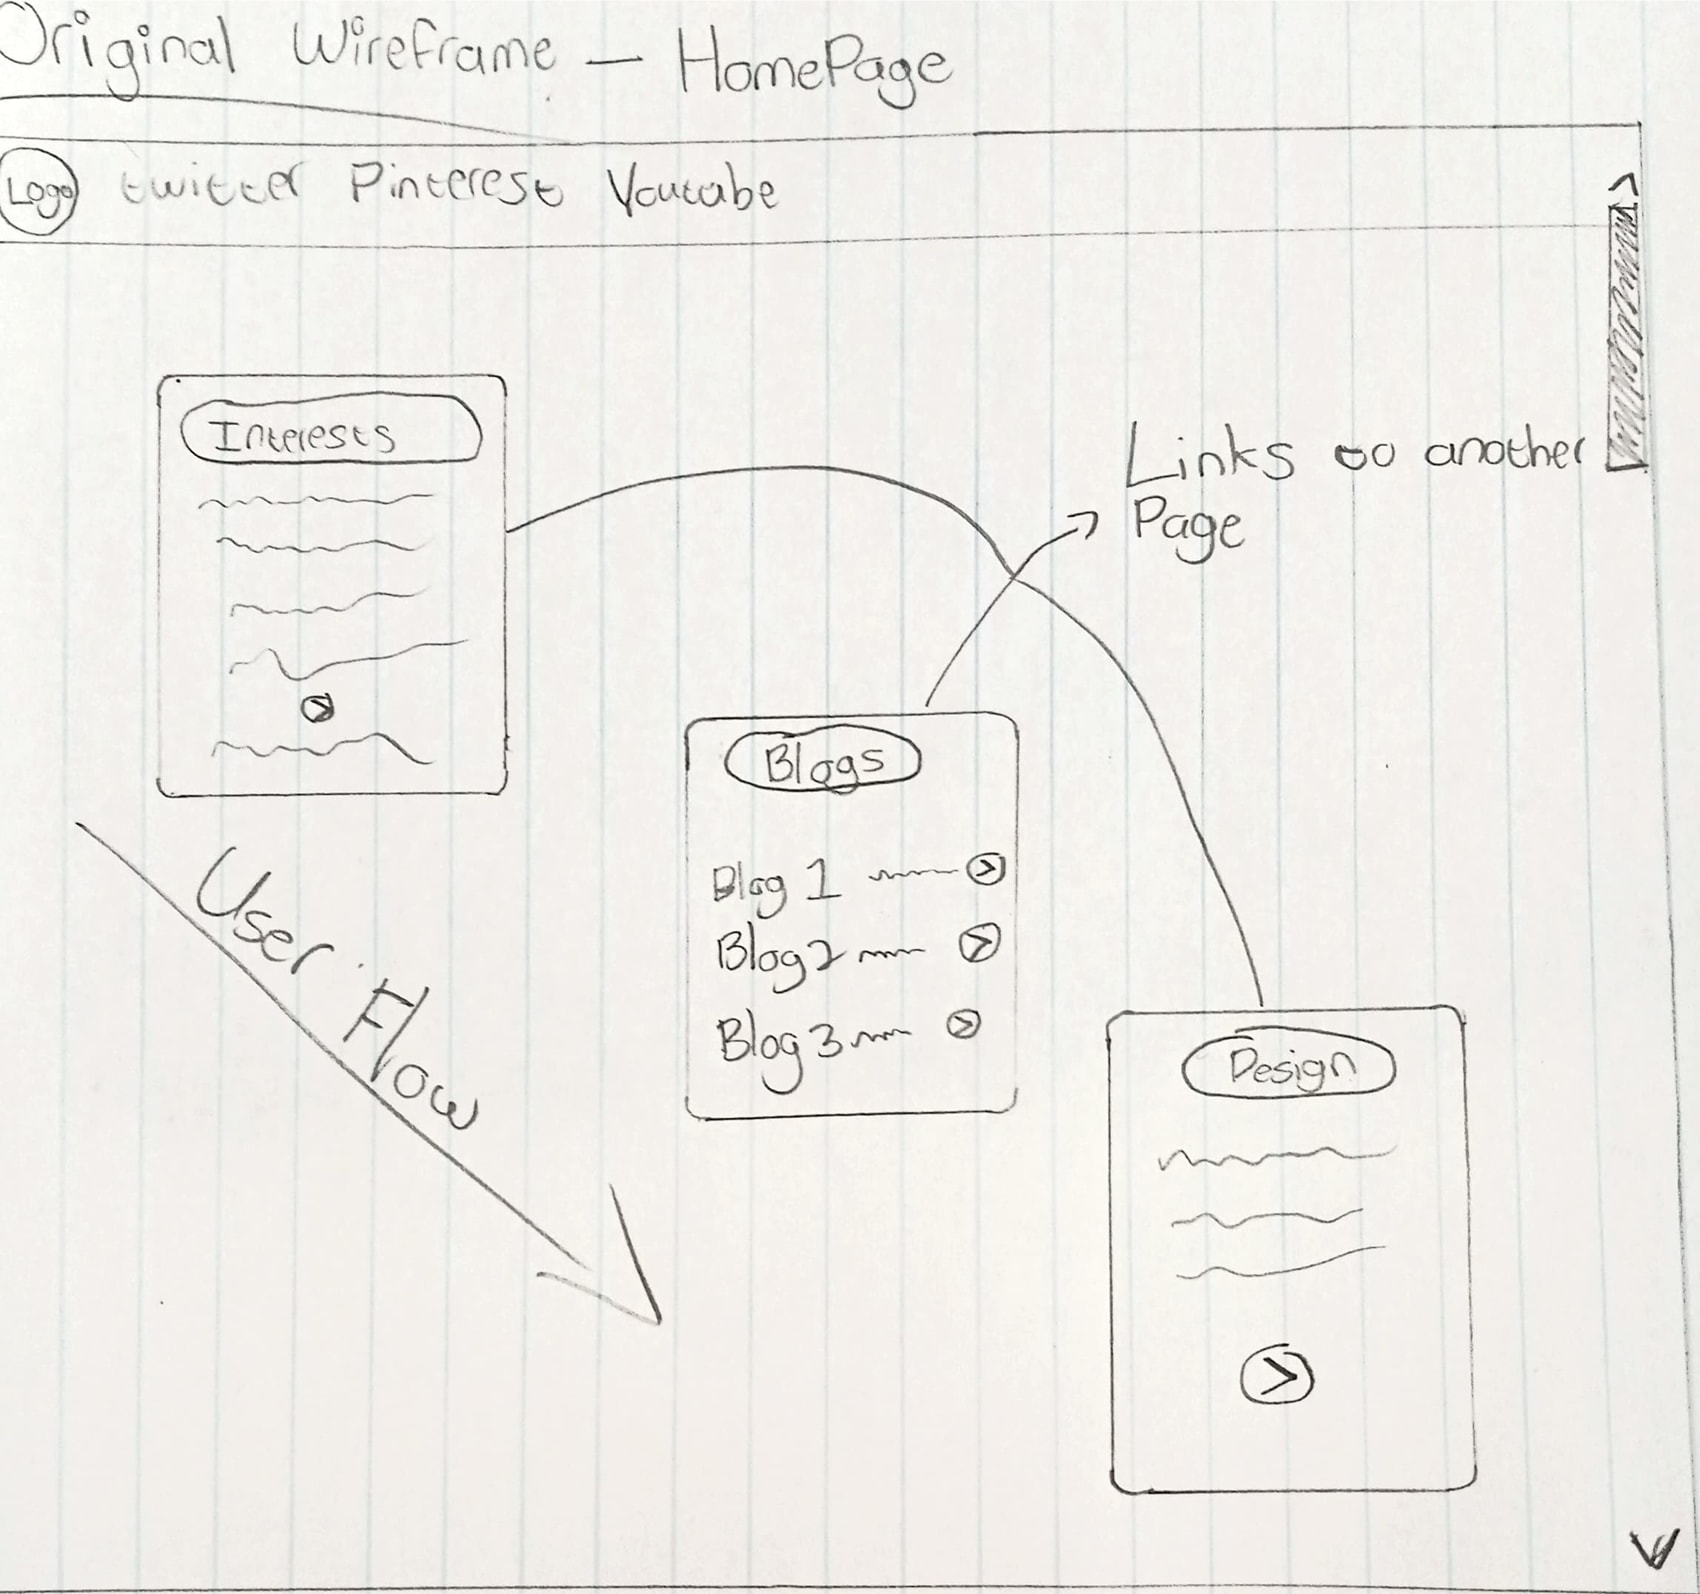 Original Wireframe — HomePage
Logo twitter Pinterest Youtube
Interests
Links to another
Page
Blogs
Blog 1
Blog 2
Blog 3
User Flow
Design